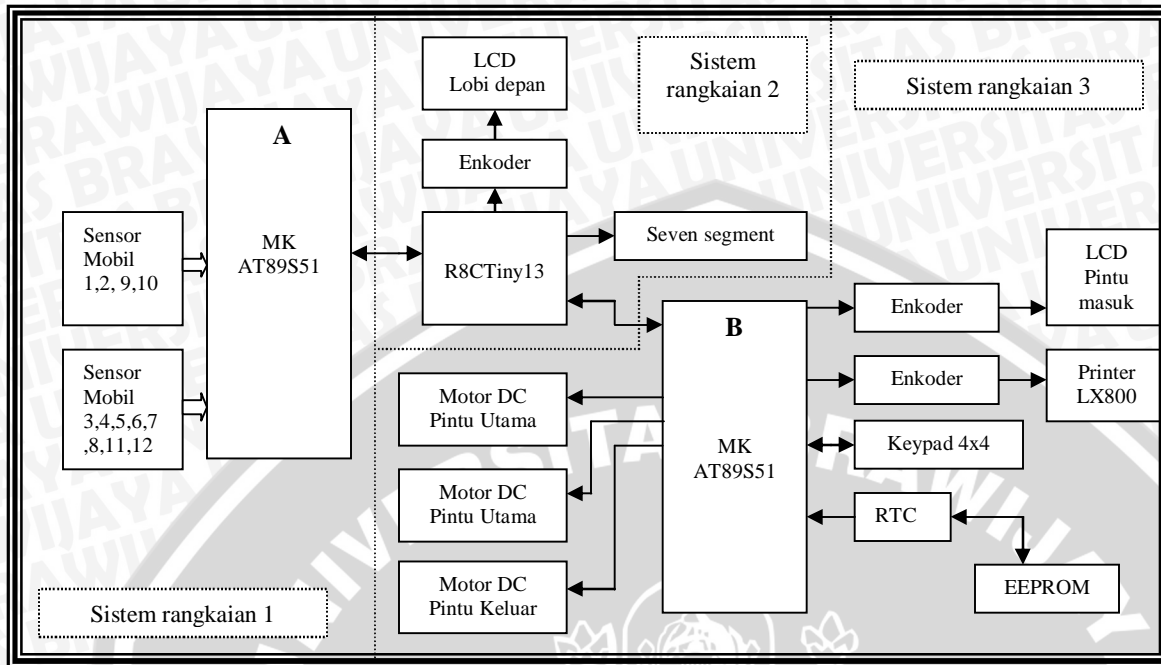 LCD
Lobi depan
Sistem
rangkaian 2
Sistem rangkaian 3
A
Enkoder
MK
AT89S51
Sensor
Mobil
1,2, 9,10
R8CTiny13
Seven segment
LCD
Pintu
masuk
Enkoder
B
Sensor
Mobil
3,4,5,6,7
,8,11,12
Motor DC
Pintu Utama
Enkoder
Printer
LX800
MK
AT89S51
Keypad 4x4
Motor DC
Pintu Utama
RTC
Motor DC
Pintu Keluar
EEPROM
Sistem rangkaian 1
UNIVERSITAS BRAWIJAYA